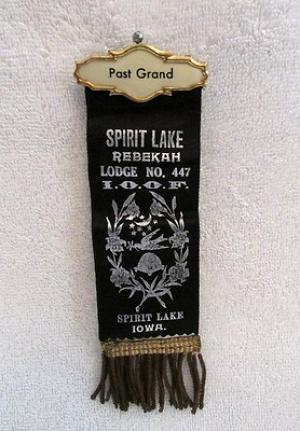 Past Grand
SPIRIT LAKE
REBEKAH
LODGE NO. 447
I.O.O.F.
SPIRIT LAKE
IOWA.